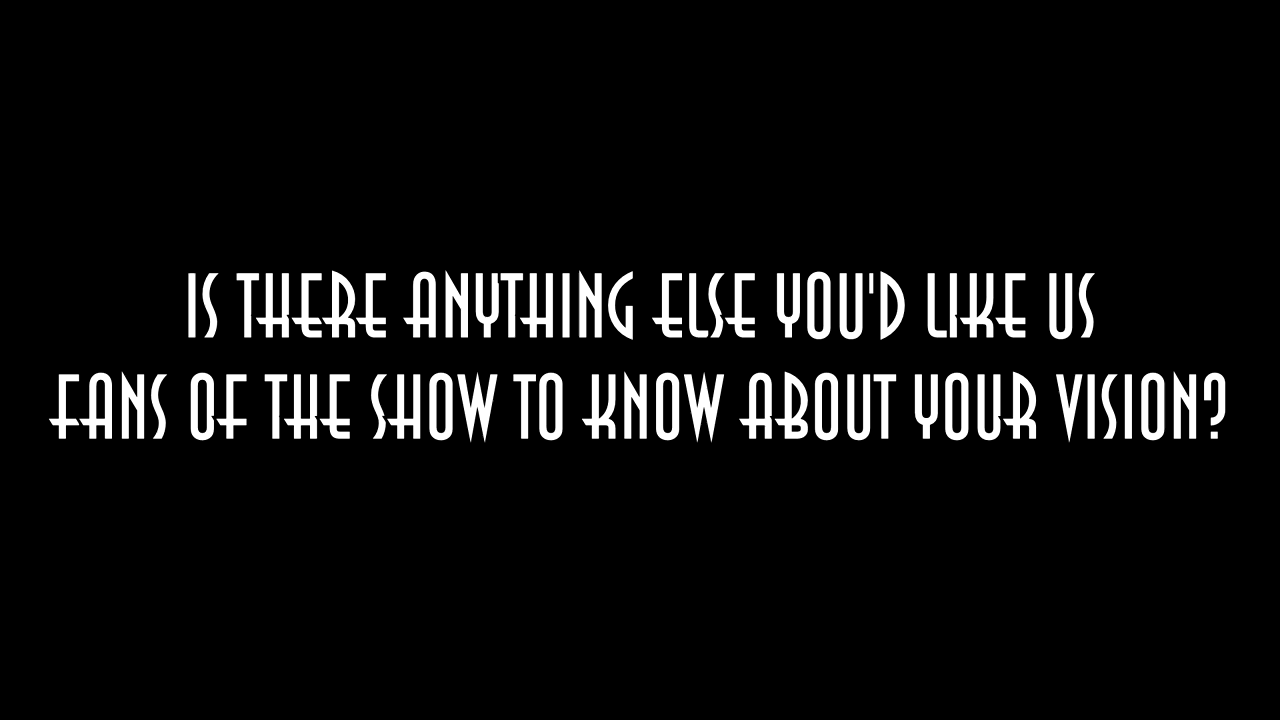 IS THERE ANYTHING ELSE YOU'D LIKE US
FANS OF THE SHOW TO KNOW ABOUT YOUR VISION?